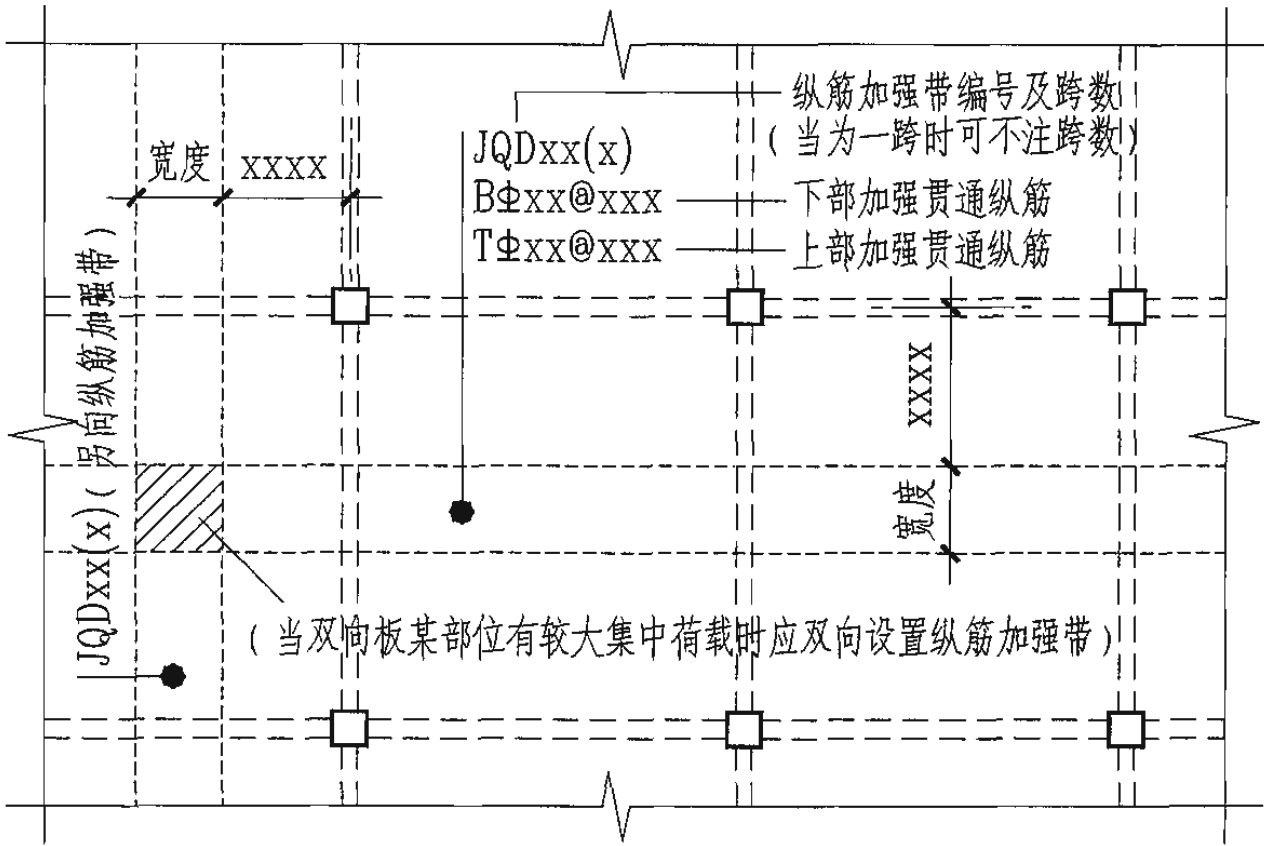 纵筋加强带编号及跨数
(当为一跨时可不注跨数)
JQDxx(x)
BΦxx@xxx
下部加强贯通纵筋
TΦxx@xxx
上部加强贯通纵筋
宽度
xxxx
JQDxx(x)(另向纵筋加强带)
xxxx
宽度
(当双向板某部位有较大集中荷载时应双向设置纵筋加强带)